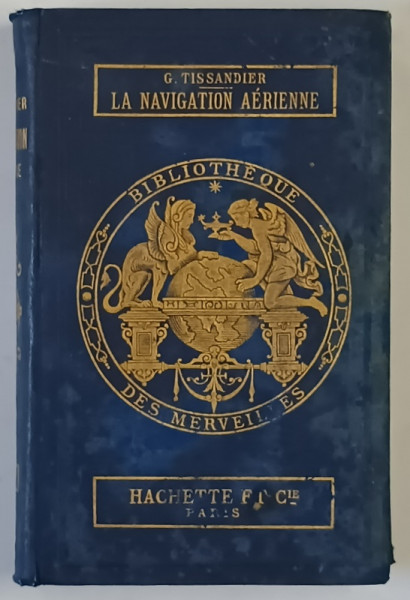 G. TISSANDIER
LA NAVIGATION AÉRIENNE
BIBLIOTHÈQUE
DES MERVEILLES
HACHETTE ET CIE
PARIS